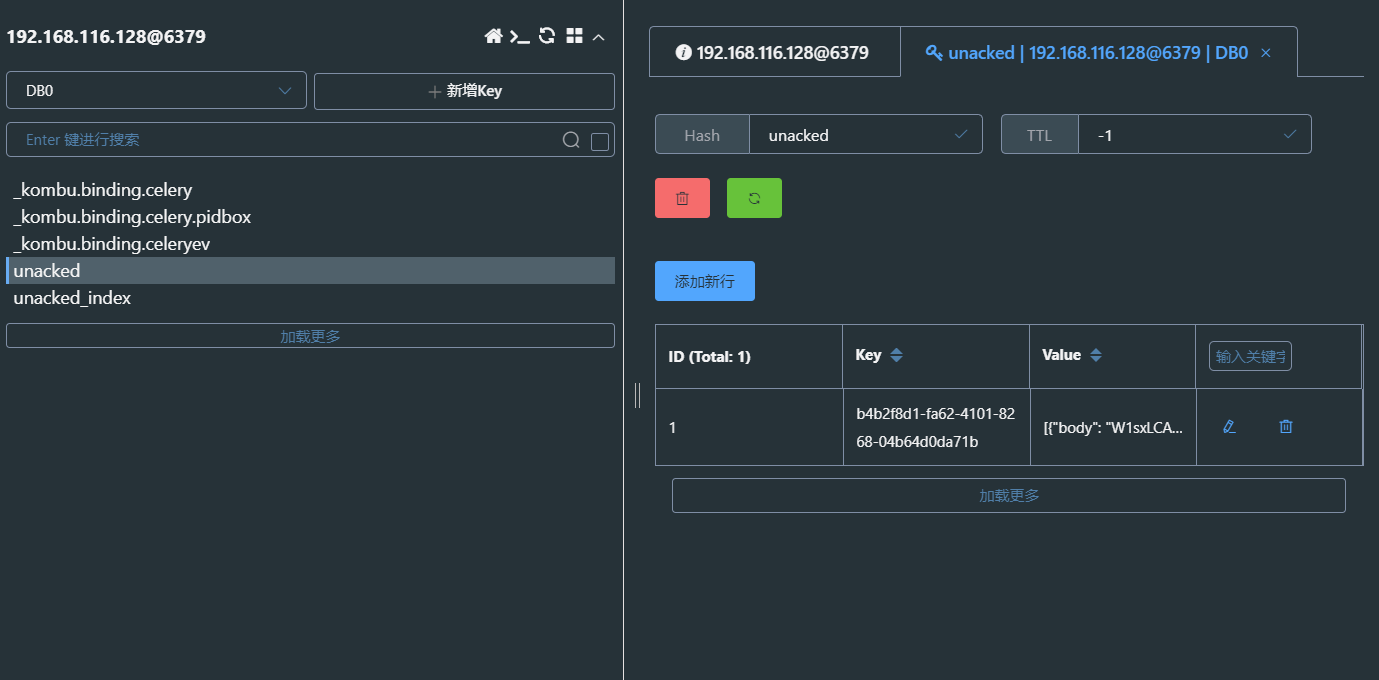 192.168.116.128@6379
DB0
新增Key
Enter 键进行搜索
_kombu.binding.celery
_kombu.binding.celery.pidbox
_kombu.binding.celeryev
unacked
unacked_index
加载更多
192.168.116.128@6379
unacked | 192.168.116.128@6379 | DB0
Hash unacked
TTL -1
添加新行
ID (Total: 1) Key Value 输入关键字
1 b4b2f8d1-fa62-4101-82 [{"body": "W1sxLCA...
68-04b64d0da71b
加载更多